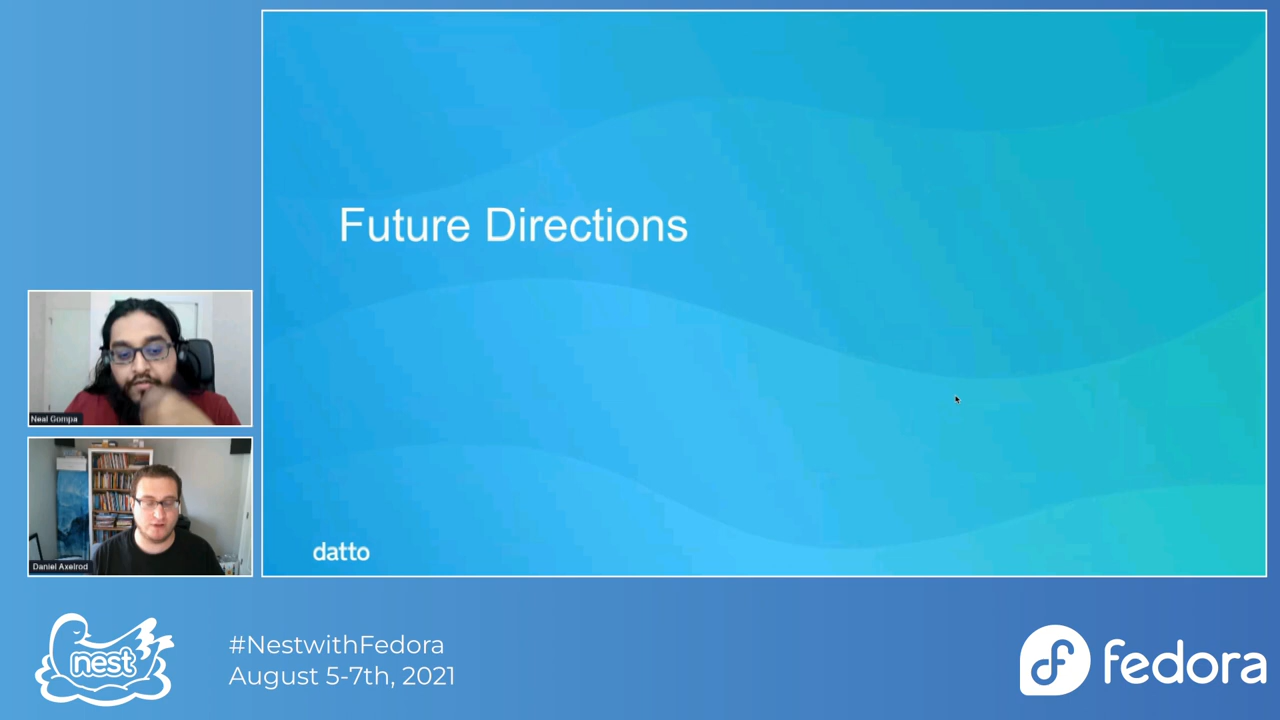 Future Directions
datto
Neal Gompa
Daniel Axelrod
nest
#NestwithFedora
August 5-7th, 2021
fedora